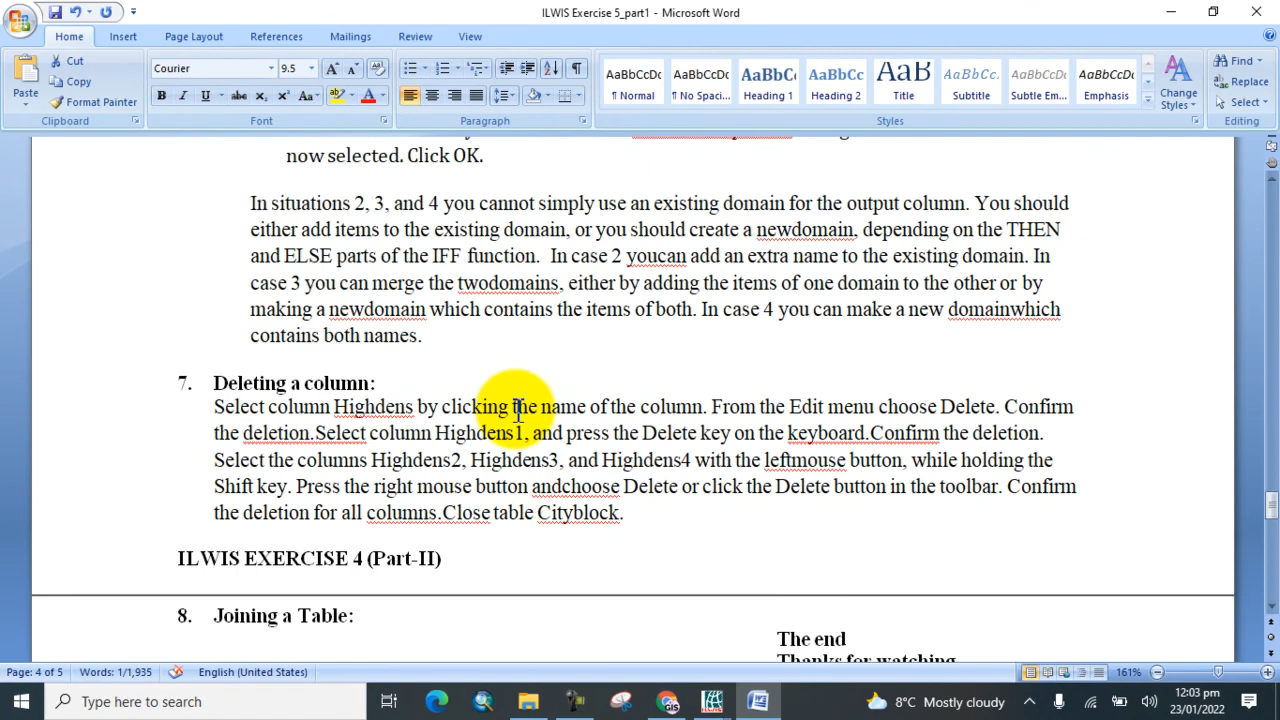 ILWIS Exercise 5_part1 - Microsoft Word
Home Insert Page Layout References Mailings Review View
Cut
Copy
Format Painter
Paste
Clipboard
Courier 9.5
Font
Paragraph
AaBbCcDc AaBbCcDc AaBbCc AaBbCc AaB AaBbCc. AaBbCcDc AaBbCcDc
¶ Normal ¶ No Spaci... Heading 1 Heading 2 Title Subtitle Subtle Em... Emphasis
Styles
Change Styles
Find
Replace
Select
Editing
now selected. Click OK.
In situations 2, 3, and 4 you cannot simply use an existing domain for the output column. You should
either add items to the existing domain, or you should create a newdomain, depending on the THEN
and ELSE parts of the IFF function. In case 2 youcan add an extra name to the existing domain. In
case 3 you can merge the twodomains, either by adding the items of one domain to the other or by
making a newdomain which contains the items of both. In case 4 you can make a new domainwhich
contains both names.
7. Deleting a column:
Select column Highdens by clicking the name of the column. From the Edit menu choose Delete. Confirm
the deletion.Select column Highdens1, and press the Delete key on the keyboard.Confirm the deletion.
Select the columns Highdens2, Highdens3, and Highdens4 with the leftmouse button, while holding the
Shift key. Press the right mouse button andchoose Delete or click the Delete button in the toolbar. Confirm
the deletion for all columns.Close table Cityblock.
ILWIS EXERCISE 4 (Part-II)
8. Joining a Table:
The end
Thanks for watching
Page: 4 of 5 Words: 1/1,935 English (United States) 161%
Type here to search
8°C Mostly cloudy
12:03 pm
23/01/2022